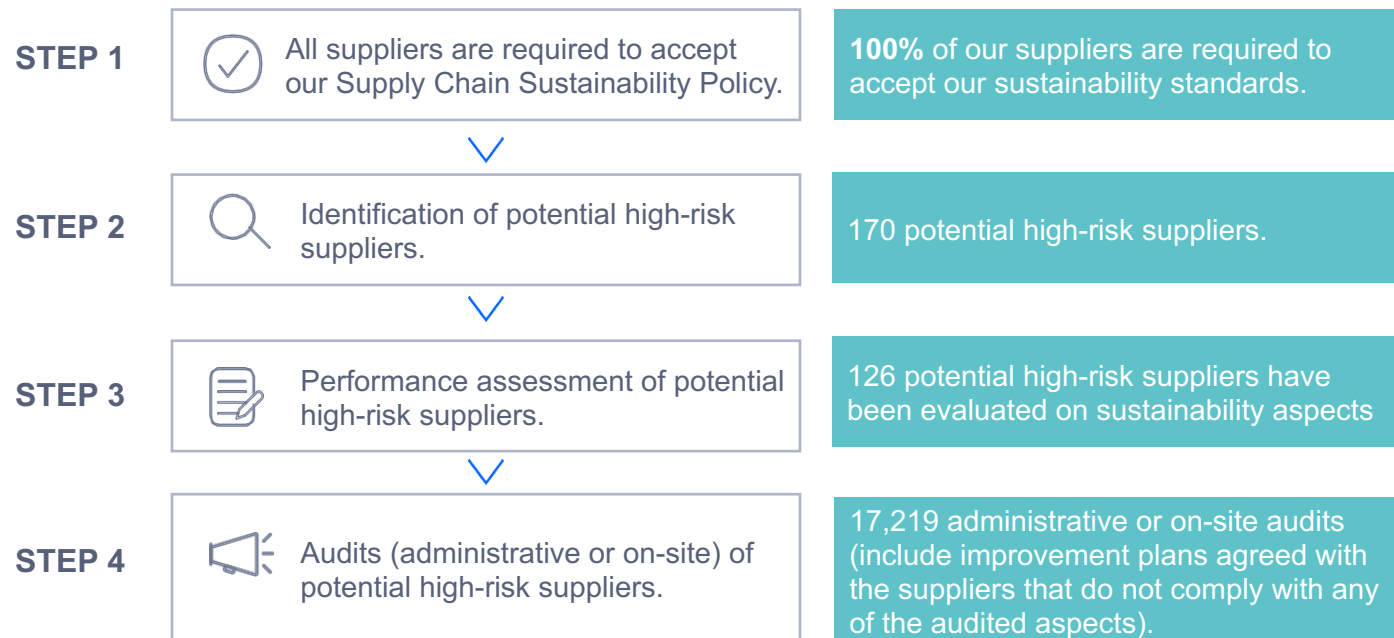 STEP 1
All suppliers are required to accept
our Supply Chain Sustainability Policy.
100% of our suppliers are required to
accept our sustainability standards.
STEP 2
Identification of potential high-risk
suppliers.
170 potential high-risk suppliers.
STEP 3
Performance assessment of potential
high-risk suppliers.
126 potential high-risk suppliers have
been evaluated on sustainability aspects
STEP 4
Audits (administrative or on-site) of
potential high-risk suppliers.
17,219 administrative or on-site audits
(include improvement plans agreed with
the suppliers that do not comply with any
of the audited aspects).